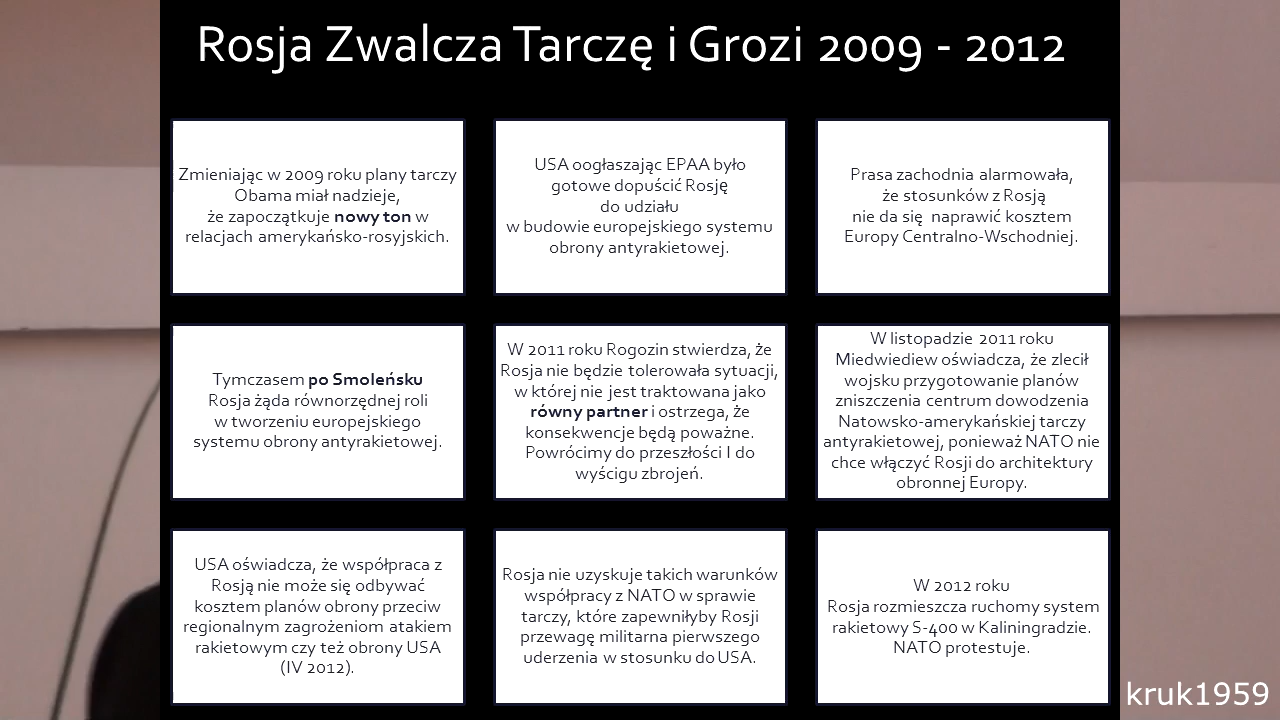 Rosja Zwalcza Tarczę i Grozi 2009 - 2012
Zmieniając w 2009 roku plany tarczy
Obama miał nadzieje,
że zapoczątkuje nowy ton w
relacjach amerykańsko-rosyjskich.
USA oogłaszając EPAA było
gotowe dopuścić Rosję
do udziału
w budowie europejskiego systemu
obrony antyrakietowej.
Prasa zachodnia alarmowała,
że stosunków z Rosją
nie da się naprawić kosztem
Europy Centralno-Wschodniej.
Tymczasem po Smoleńsku
Rosja żąda równorzędnej roli
w tworzeniu europejskiego
systemu obrony antyrakietowej.
W 2011 roku Rogozin stwierdza, że
Rosja nie będzie tolerowała sytuacji,
w której nie jest traktowana jako
równy partner i ostrzega, że
konsekwencje będą poważne.
Powrócimy do przeszłości I do
wyścigu zbrojeń.
W listopadzie 2011 roku
Miedwiediew oświadcza, że zlecił
wojsku przygotowanie planów
zniszczenia centrum dowodzenia
Natowsko-amerykańskiej tarczy
antyrakietowej, ponieważ NATO nie
chce włączyć Rosji do architektury
obronnej Europy.
USA oświadcza, że współpraca z
Rosją nie może się odbywać
kosztem planów obrony przeciw
regionalnym zagrożeniom atakiem
rakietowym czy też obrony USA
(IV 2012).
Rosja nie uzyskuje takich warunków
współpracy z NATO w sprawie
tarczy, które zapewniłyby Rosji
przewagę militarna pierwszego
uderzenia w stosunku do USA.
W 2012 roku
Rosja rozmieszcza ruchomy system
rakietowy S-400 w Kaliningradzie.
NATO protestuje.
kruk1959